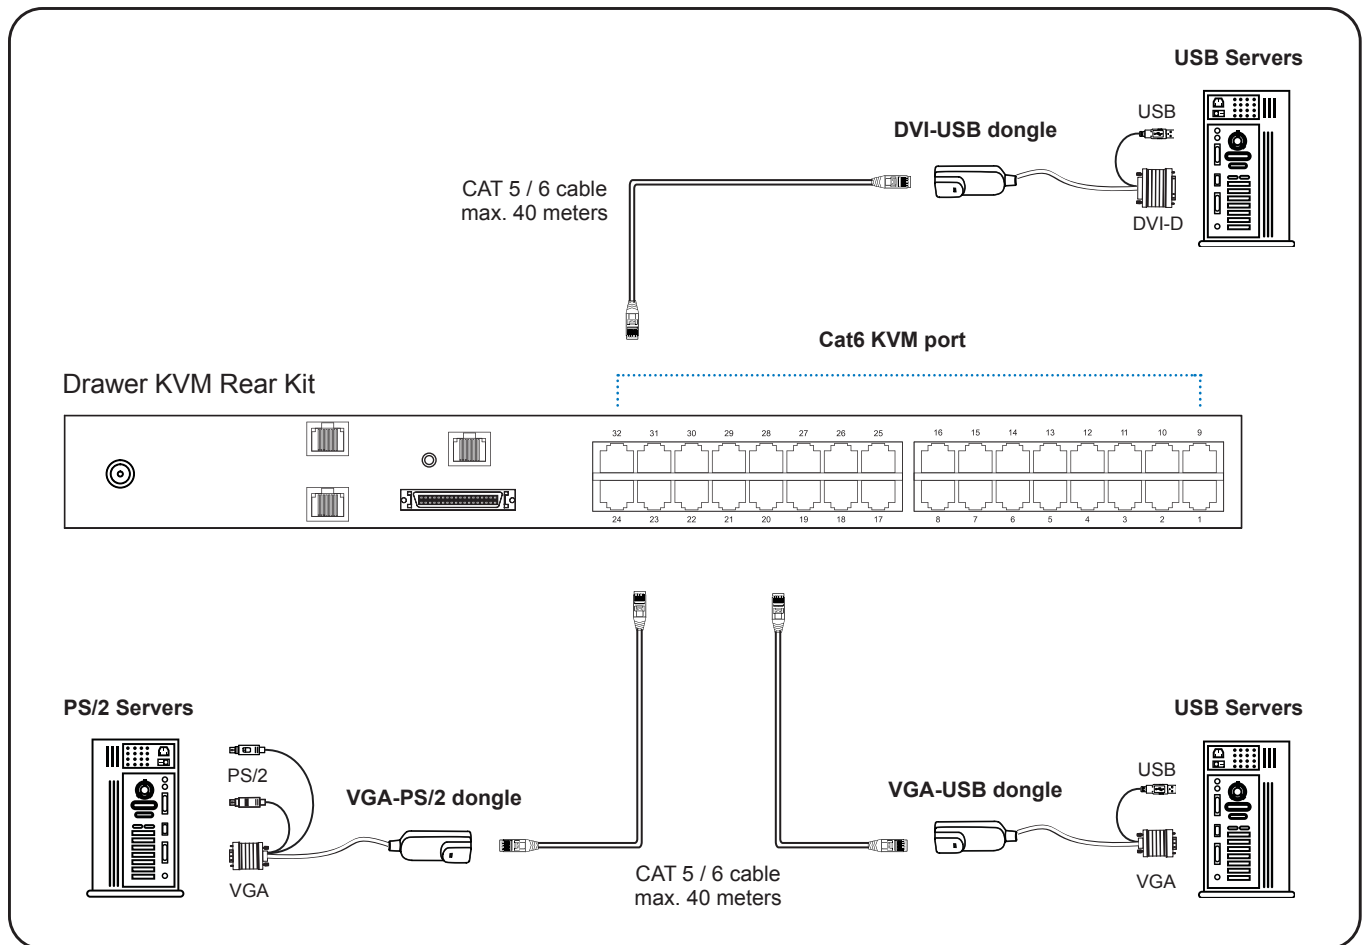 USB Servers
USB
DVI-USB dongle
CAT 5 / 6 cable
max. 40 meters
DVI-D
Cat6 KVM port
Drawer KVM Rear Kit
32 31 30 29 28 27 26 25 16 15 14 13 12 11 10 9
24 23 22 21 20 19 18 17 8 7 6 5 4 3 2 1
PS/2 Servers
USB Servers
PS/2
USB
VGA-PS/2 dongle
VGA-USB dongle
CAT 5 / 6 cable
max. 40 meters
VGA
VGA